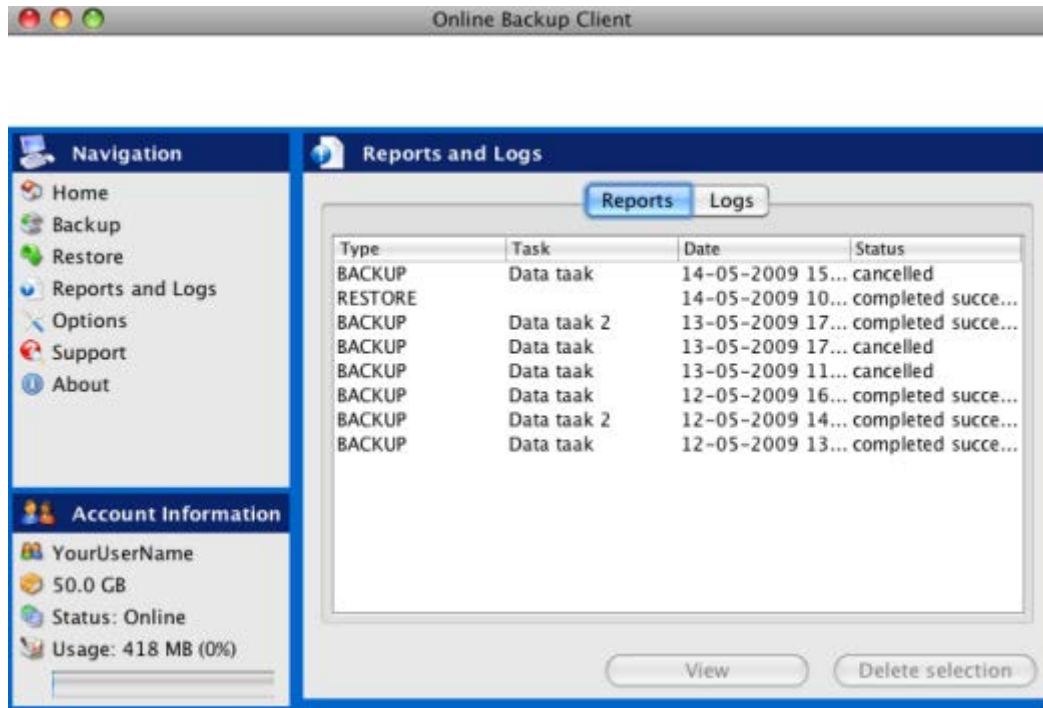 Online Backup Client
Navigation
Home
Backup
Restore
Reports and Logs
Options
Support
About
Account Information
YourUserName
50.0 GB
Status: Online
Usage: 418 MB (0%)
Reports and Logs
Reports Logs
Type Task Date Status
BACKUP Data taak 14-05-2009 15... cancelled
RESTORE 14-05-2009 10... completed succe...
BACKUP Data taak 2 13-05-2009 17... completed succe...
BACKUP Data taak 13-05-2009 17... cancelled
BACKUP Data taak 13-05-2009 11... cancelled
BACKUP Data taak 12-05-2009 16... completed succe...
BACKUP Data taak 2 12-05-2009 14... completed succe...
BACKUP Data taak 12-05-2009 13... completed succe...
View Delete selection